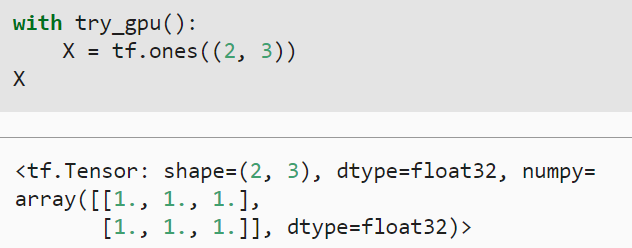 with try_gpu():
    X = tf.ones((2, 3))
X
<tf.Tensor: shape=(2, 3), dtype=float32, numpy=
array([[1., 1., 1.],
       [1., 1., 1.]], dtype=float32)>